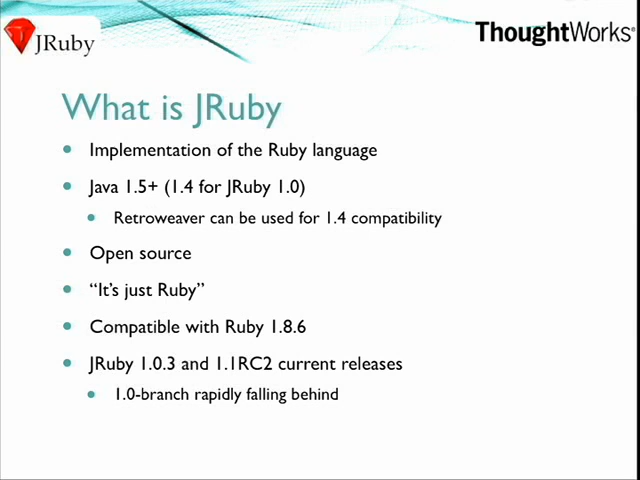 JRuby
ThoughtWorks®
What is JRuby
Implementation of the Ruby language
Java 1.5+ (1.4 for JRuby 1.0)
Retroweaver can be used for 1.4 compatibility
Open source
“It’s just Ruby”
Compatible with Ruby 1.8.6
JRuby 1.0.3 and 1.1RC2 current releases
1.0-branch rapidly falling behind